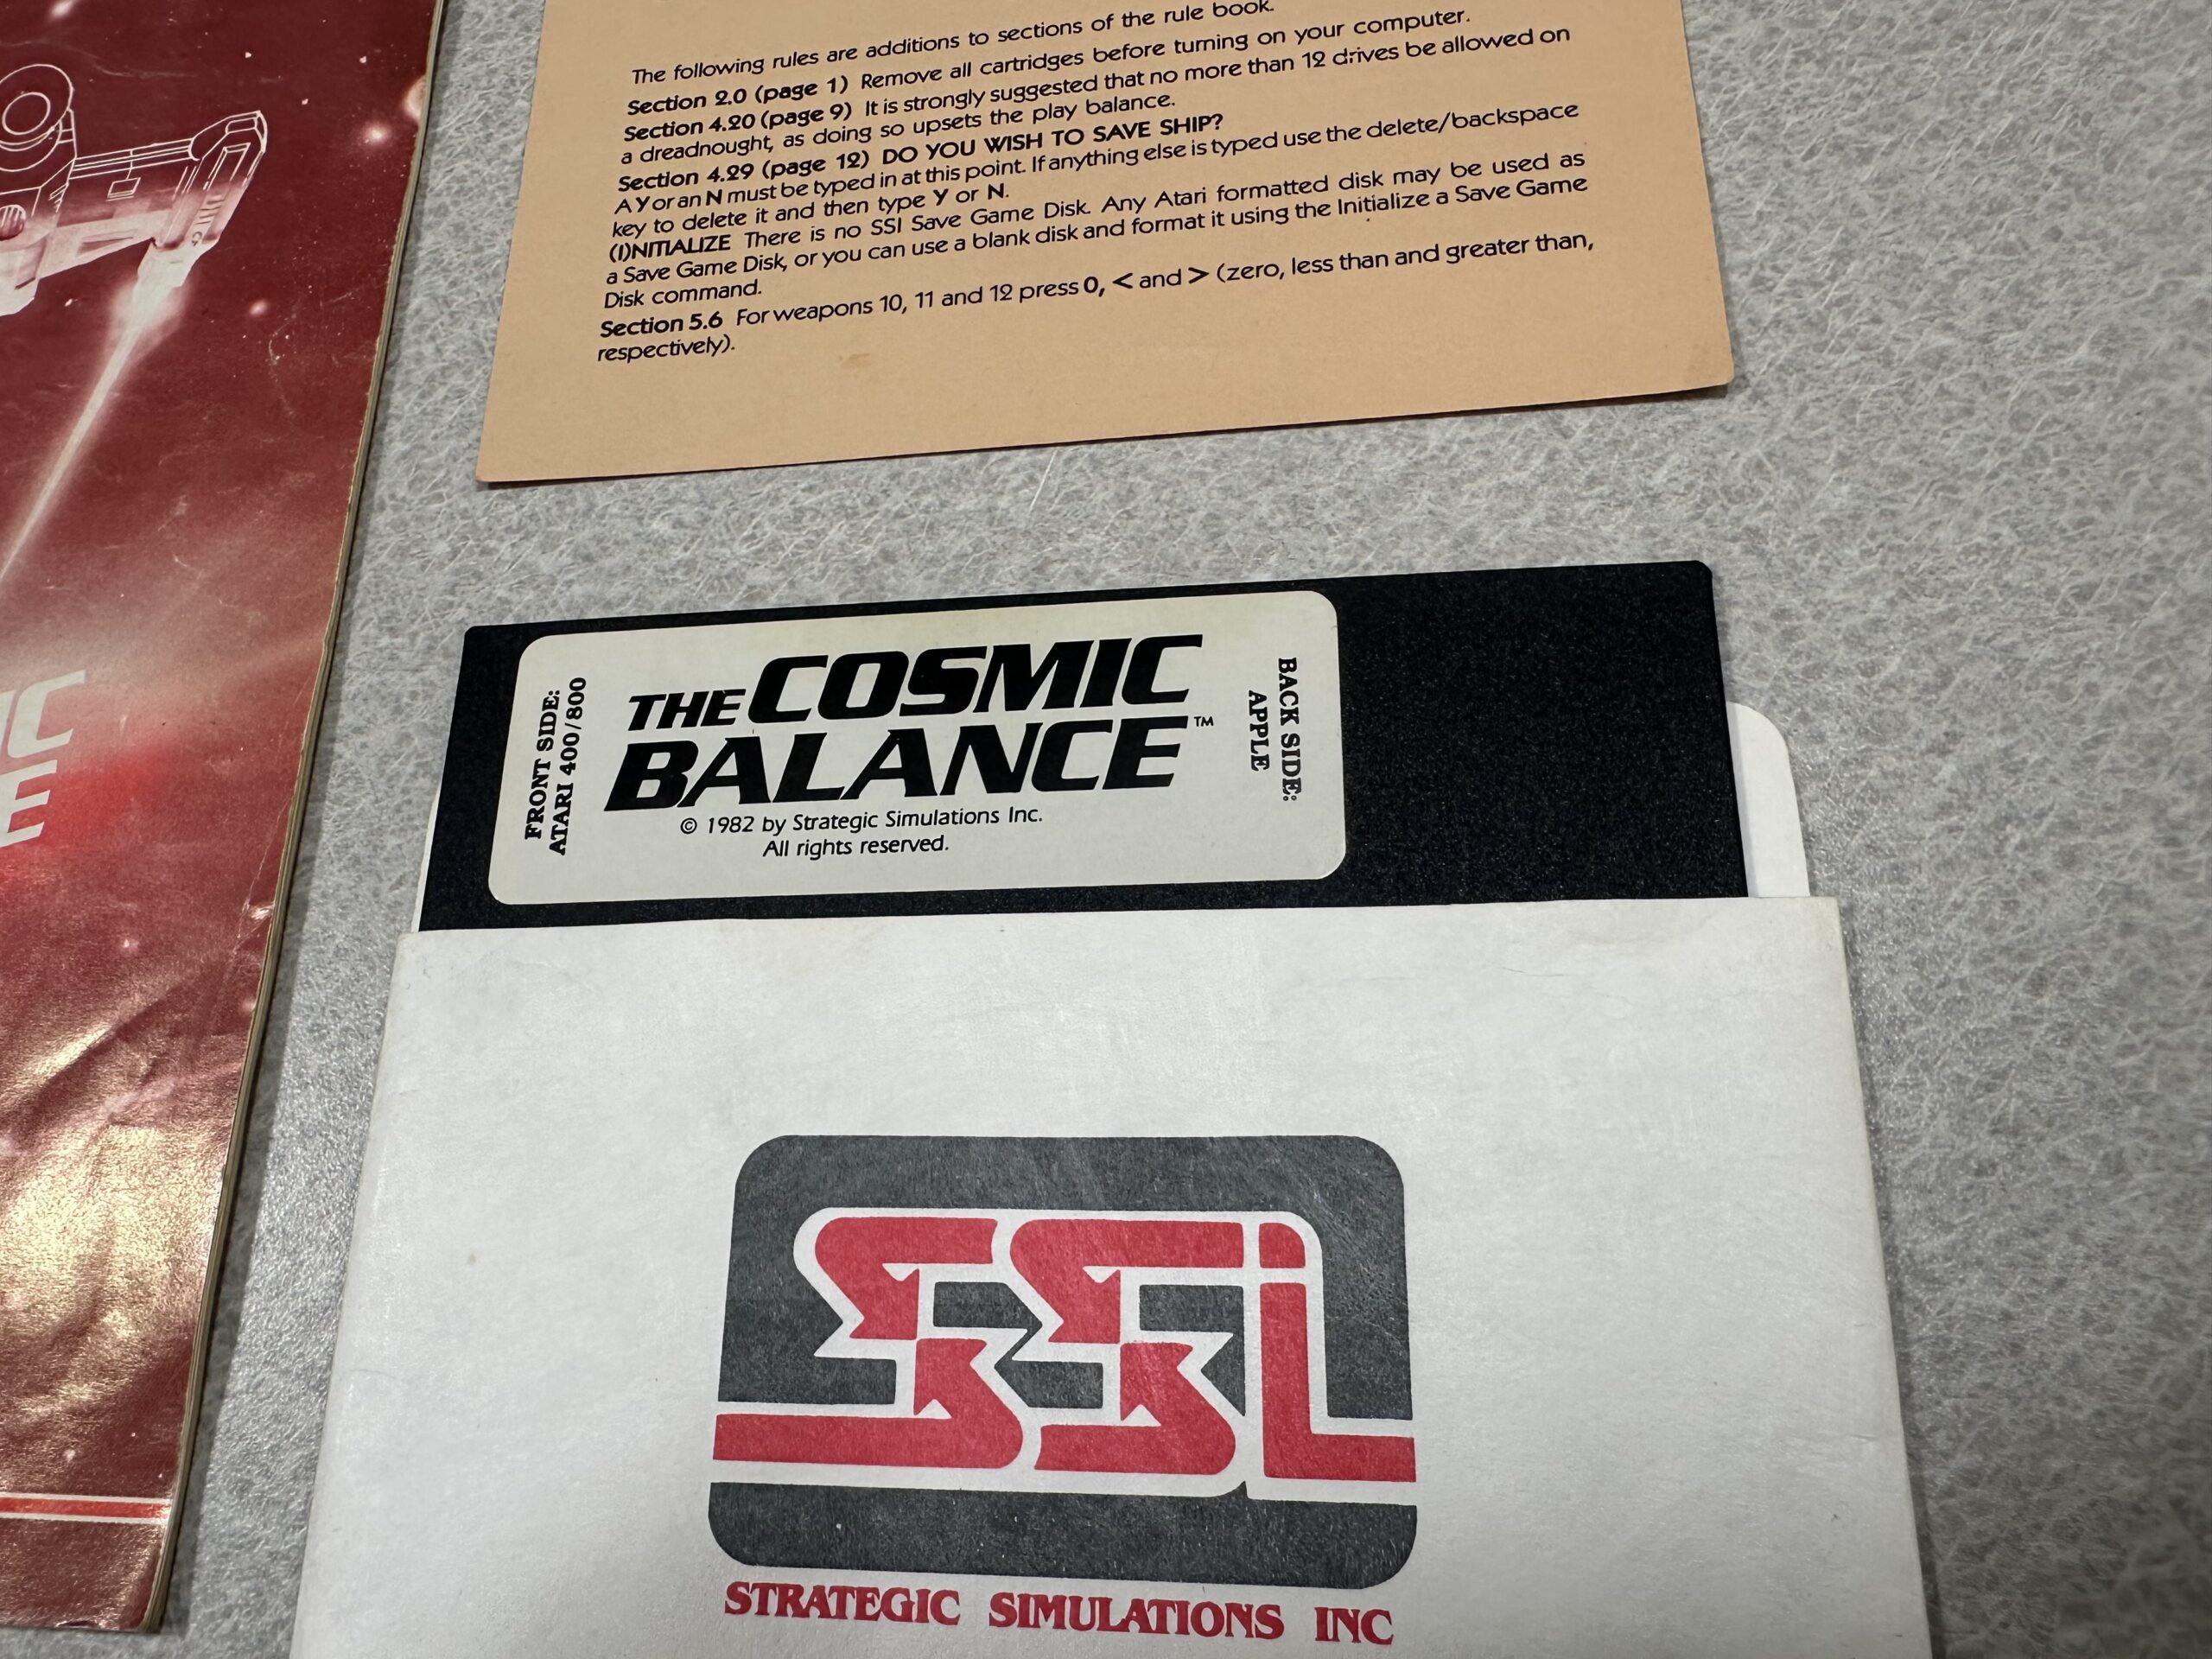 The following rules are additions to sections of the rule book.
Section 2.0 (page 1) Remove all cartridges before turning on your computer.
Section 4.20 (page 9) It is strongly suggested that no more than 12 drives be allowed on
a dreadnought, as doing so upsets the play balance.
Section 4.29 (page 12) DO YOU WISH TO SAVE SHIP?
A Y or an N must be typed in at this point. If anything else is typed use the delete/backspace
key to delete it and then type Y or N.
(I)NITIALIZE There is no SSI Save Game Disk. Any Atari formatted disk may be used as
a Save Game Disk, or you can use a blank disk and format it using the Initialize a Save Game
Disk command.
Section 5.6 For weapons 10, 11 and 12 press 0, < and > (zero, less than and greater than,
respectively).
IC
E
FRONT SIDE:
ATARI 400/800
THE COSMIC
BALANCE™
© 1982 by Strategic Simulations Inc.
All rights reserved.
BACK SIDE:
APPLE
SSI
STRATEGIC SIMULATIONS INC